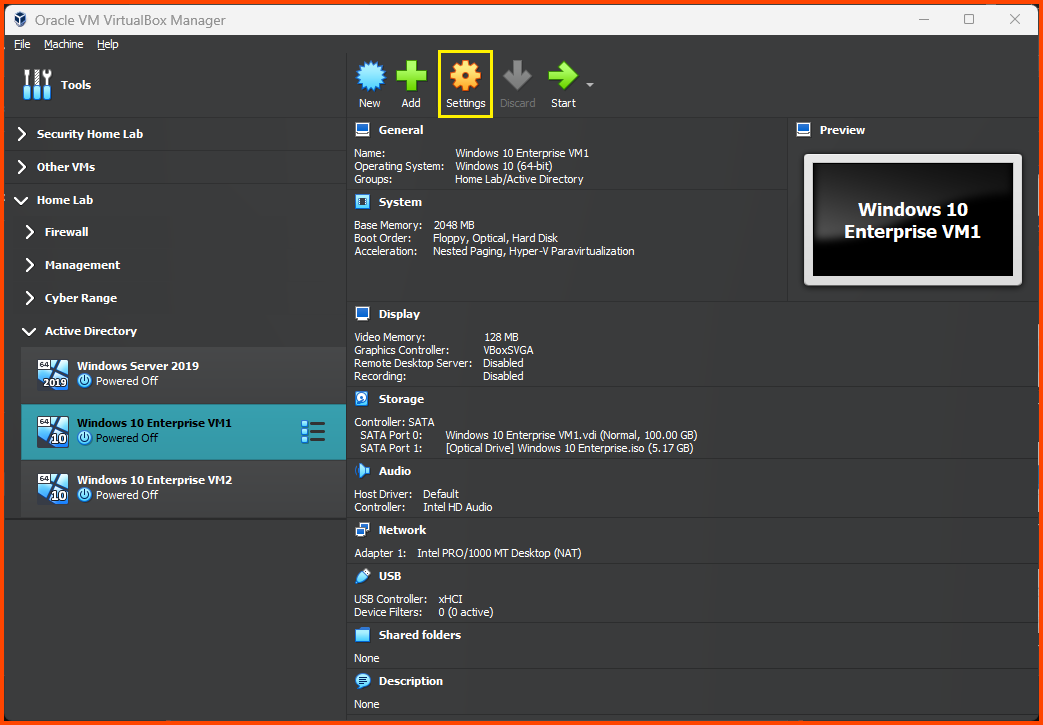 Oracle VM VirtualBox Manager
File Machine Help
Tools
New Add Settings Discard Start
Security Home Lab
Other VMs
Home Lab
Firewall
Management
Cyber Range
Active Directory
64
2019
Windows Server 2019
Powered Off
64
10
Windows 10 Enterprise VM1
Powered Off
64
10
Windows 10 Enterprise VM2
Powered Off
General
Name: Windows 10 Enterprise VM1
Operating System: Windows 10 (64-bit)
Groups: Home Lab/Active Directory
System
Base Memory: 2048 MB
Boot Order: Floppy, Optical, Hard Disk
Acceleration: Nested Paging, Hyper-V Paravirtualization
Preview
Windows 10
Enterprise VM1
Display
Video Memory: 128 MB
Graphics Controller: VBoxSVGA
Remote Desktop Server: Disabled
Recording: Disabled
Storage
Controller: SATA
SATA Port 0: Windows 10 Enterprise VM1.vdi (Normal, 100.00 GB)
SATA Port 1: [Optical Drive] Windows 10 Enterprise.iso (5.17 GB)
Audio
Host Driver: Default
Controller: Intel HD Audio
Network
Adapter 1: Intel PRO/1000 MT Desktop (NAT)
USB
USB Controller: xHCI
Device Filters: 0 (0 active)
Shared folders
None
Description
None